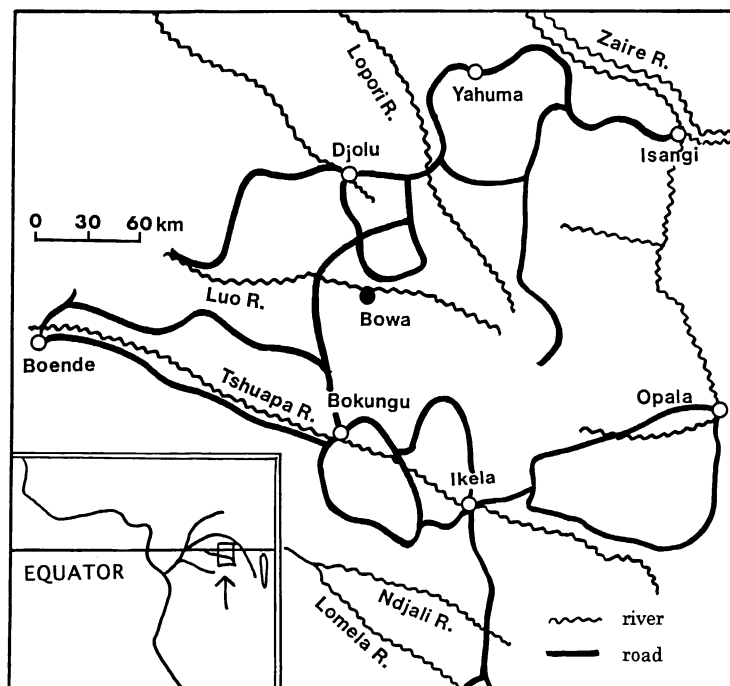 Zaire R.
Lopori R.
Yahuma
Djolu
Isangi
0 30 60 km
Luo R.
Bowa
Boende
Tshuapa R.
Bokungu
Opala
Ikela
EQUATOR
Ndjali R.
Lomela R.
river
road